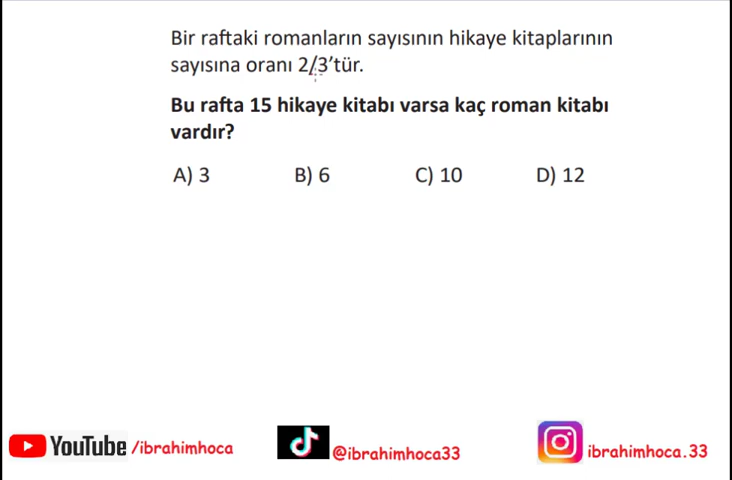 Bir raftaki romanların sayısının hikaye kitaplarının
sayısına oranı 2/3'tür.
Bu rafta 15 hikaye kitabı varsa kaç roman kitabı
vardır?
A) 3 B) 6 C) 10 D) 12
YouTube /ibrahimhoca @ibrahimhoca33 ibrahimhoca.33